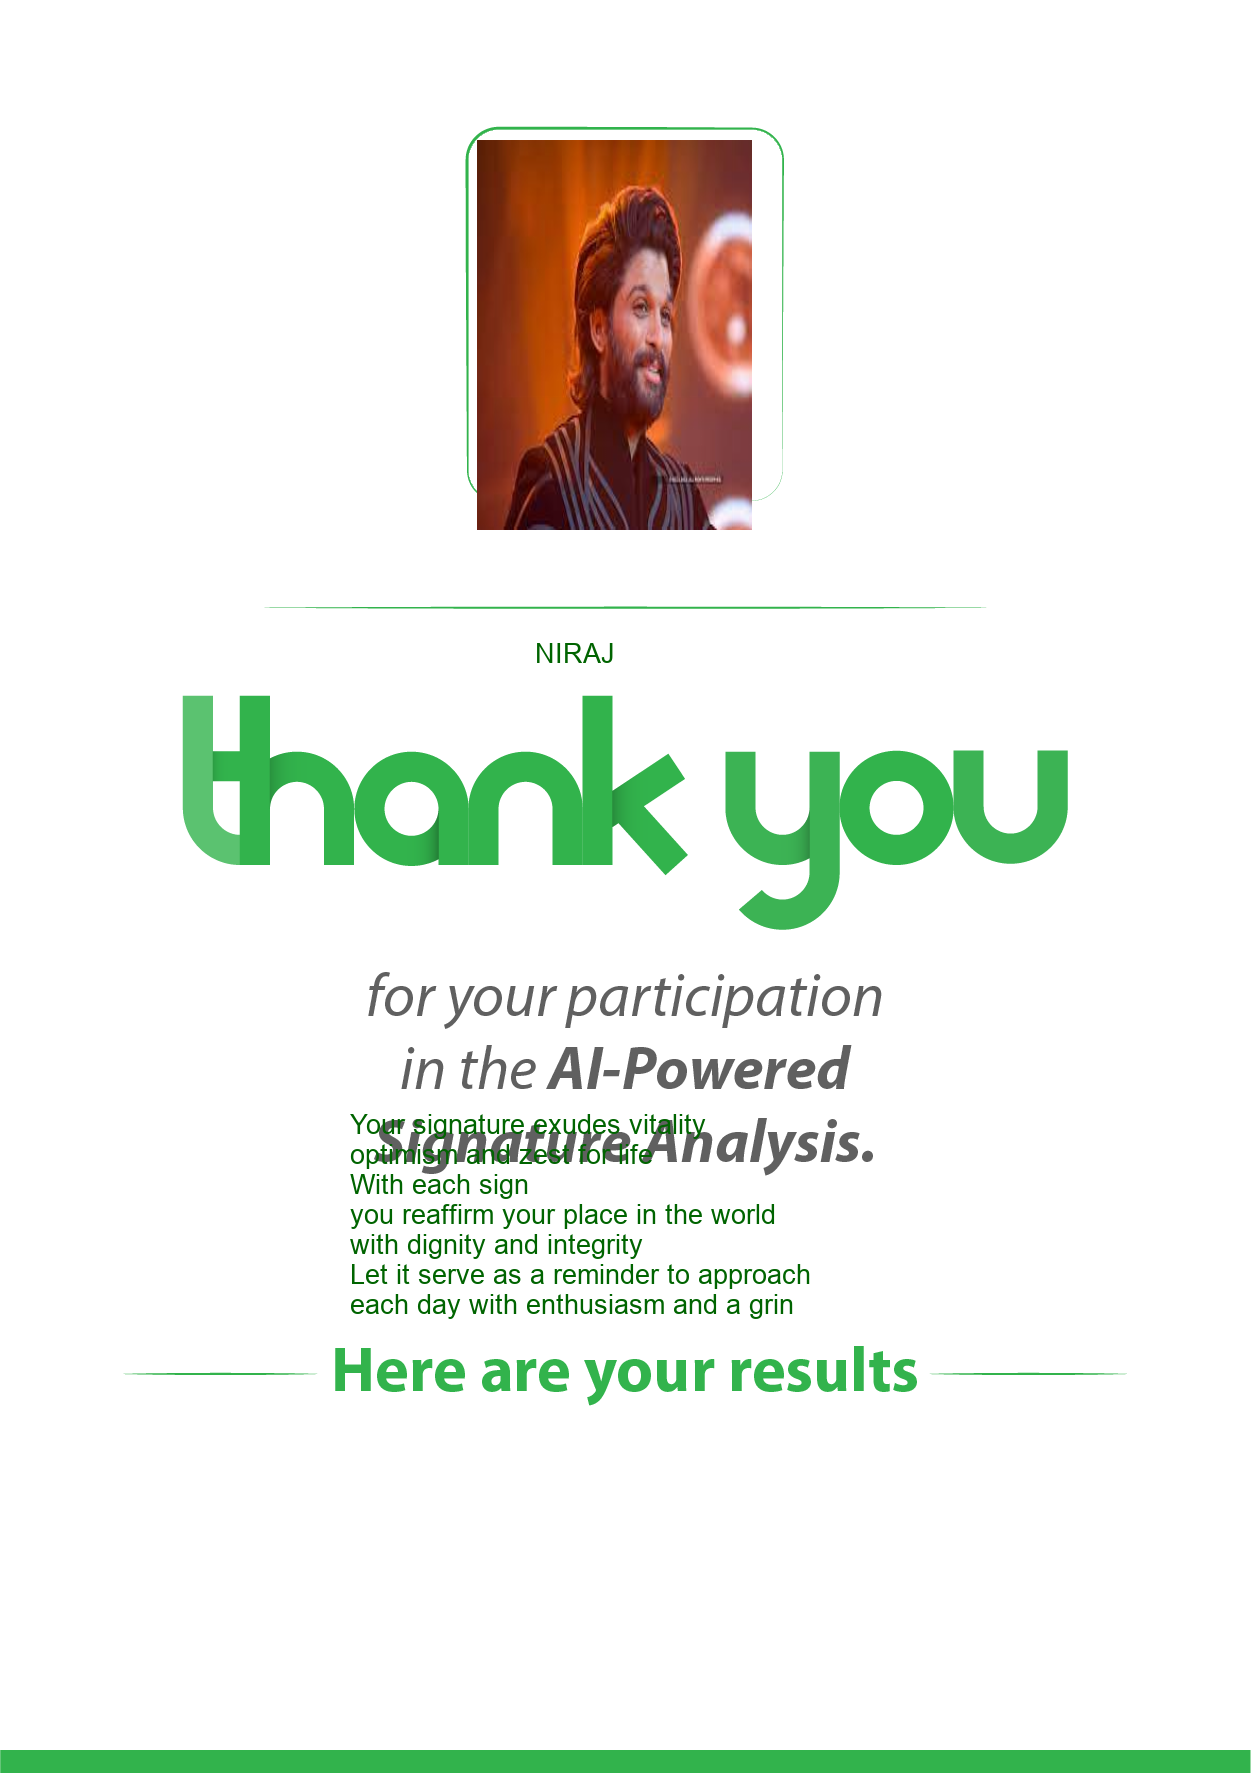 NIRAJ
thank you
for your participation
in the AI-Powered
Signature Analysis.
Your signature exudes vitality
optimism and zest for life
With each sign
you reaffirm your place in the world
with dignity and integrity
Let it serve as a reminder to approach
each day with enthusiasm and a grin
Here are your results